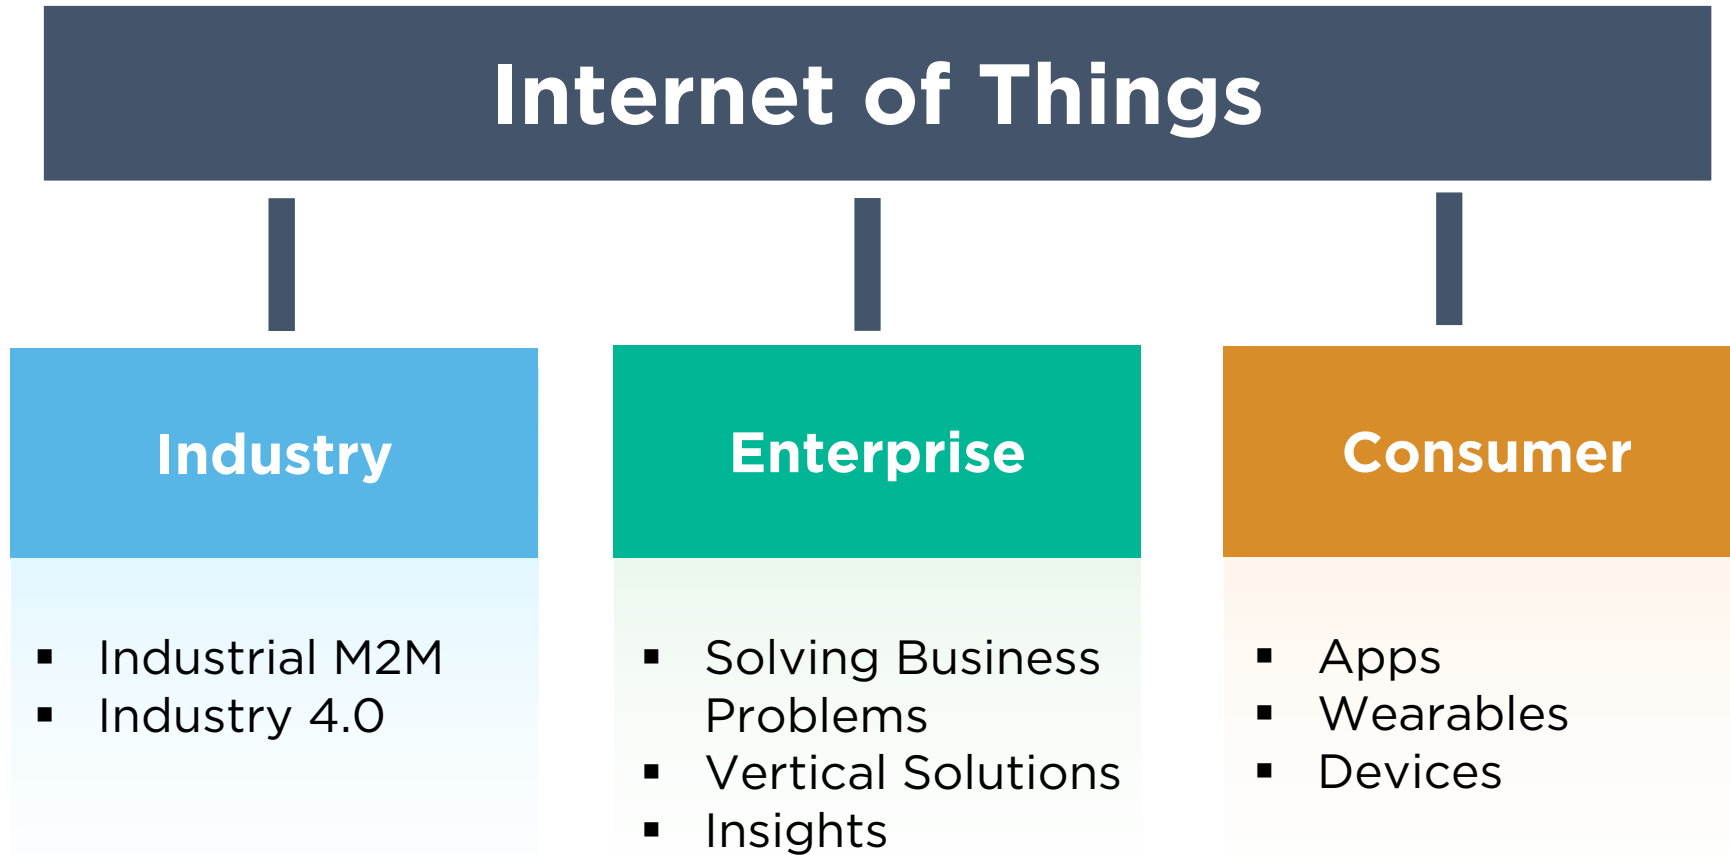 Internet of Things
Industry
▪ Industrial M2M
▪ Industry 4.0
Enterprise
▪ Solving Business
Problems
▪ Vertical Solutions
▪ Insights
Consumer
▪ Apps
▪ Wearables
▪ Devices